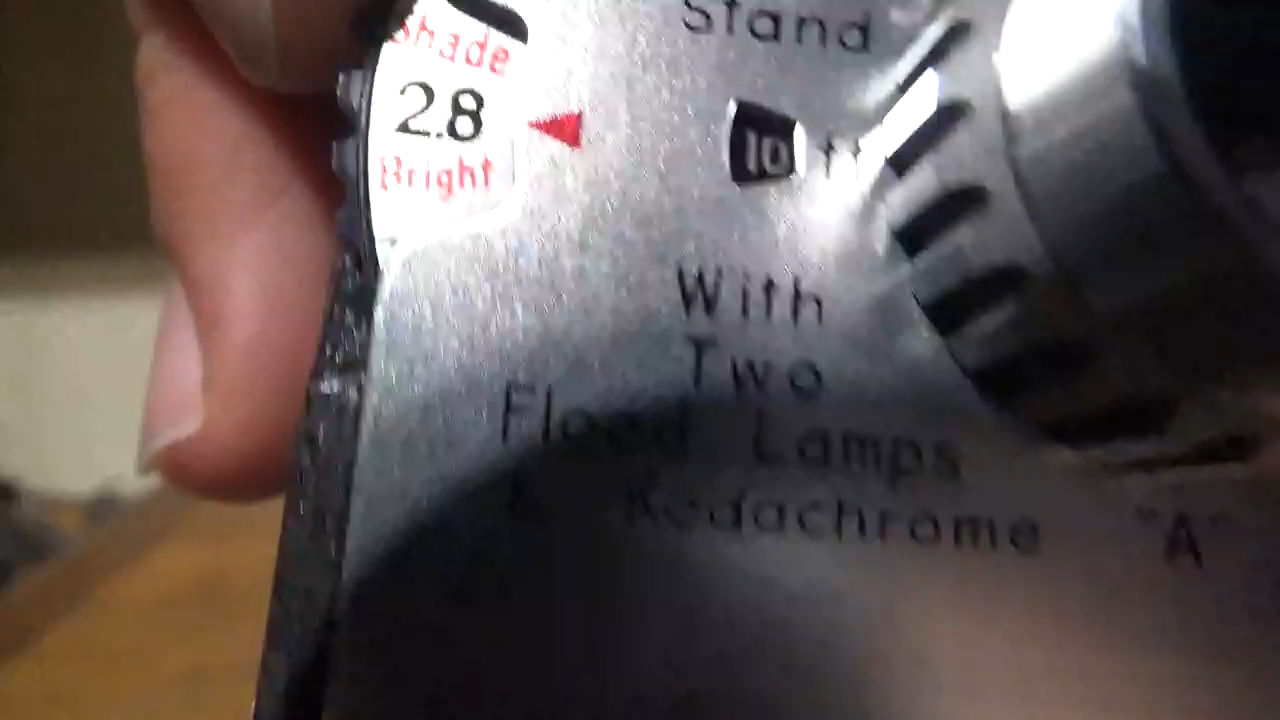 Shade
2.8
Bright
Stand
10 ft
With
Two
Flood Lamps
& Kodachrome "A"